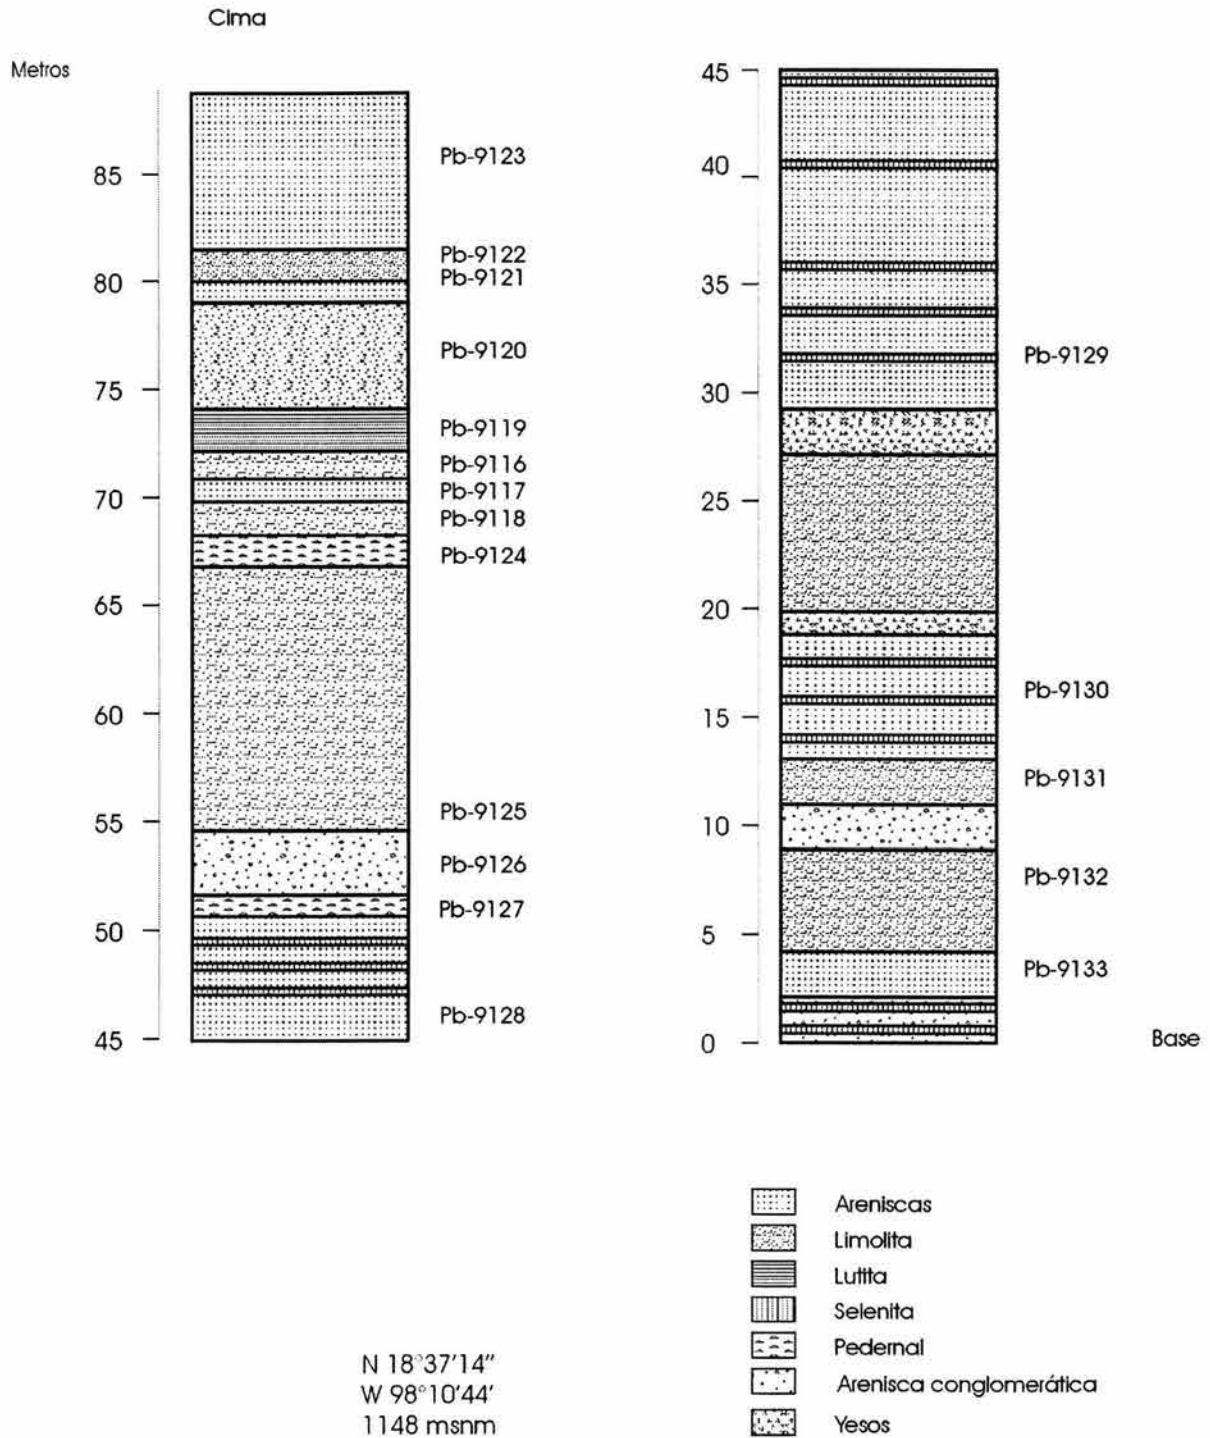 Cima
Metros
85
80
75
70
65
60
55
50
45
Pb-9123
Pb-9122
Pb-9121
Pb-9120
Pb-9119
Pb-9116
Pb-9117
Pb-9118
Pb-9124
Pb-9125
Pb-9126
Pb-9127
Pb-9128
45
40
35
30
25
20
15
10
5
0
Pb-9129
Pb-9130
Pb-9131
Pb-9132
Pb-9133
Base
Areniscas
Limolita
Lutita
Selenita
Pedernal
Arenisca conglomerática
Yesos
N 18°37'14"
W 98°10'44'
1148 msnm